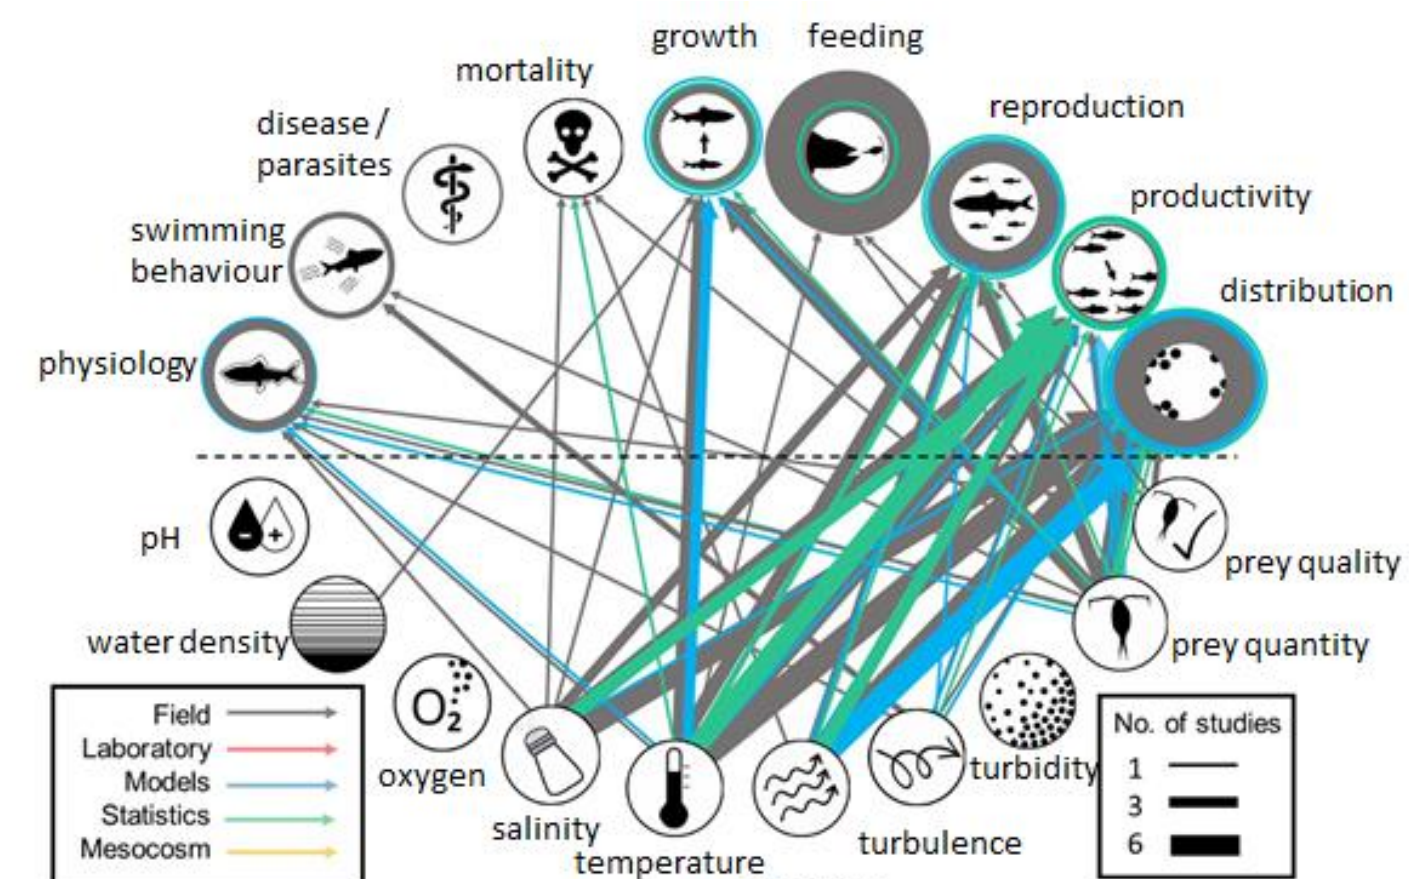 growth
feeding
mortality
reproduction
disease /
parasites
productivity
swimming
behaviour
distribution
physiology
pH
prey quality
water density
prey quantity
O2
oxygen
turbidity
salinity
turbulence
temperature
Field
Laboratory
Models
Statistics
Mesocosm
No. of studies
1
3
6